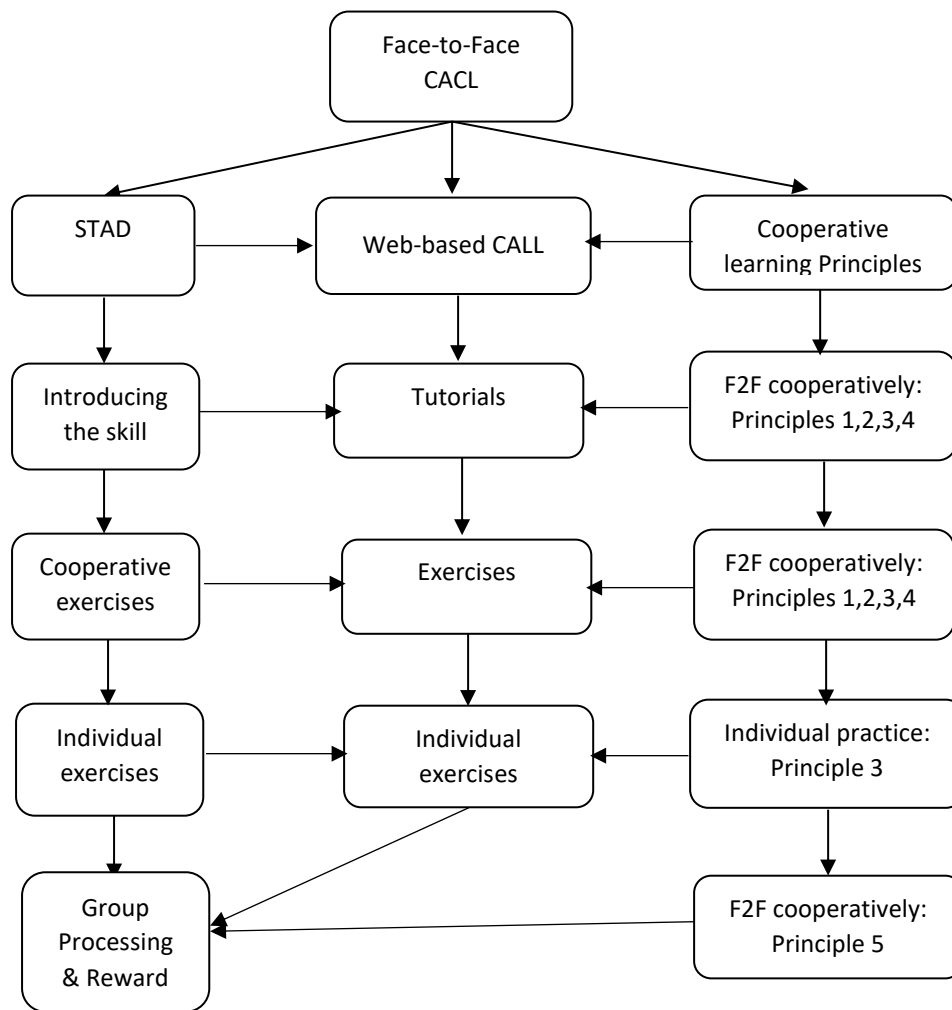 Face-to-Face
CACL
STAD
Web-based CALL
Cooperative
learning Principles
Introducing
the skill
Tutorials
F2F cooperatively:
Principles 1,2,3,4
Cooperative
exercises
Exercises
F2F cooperatively:
Principles 1,2,3,4
Individual
exercises
Individual
exercises
Individual practice:
Principle 3
Group
Processing
& Reward
F2F cooperatively:
Principle 5